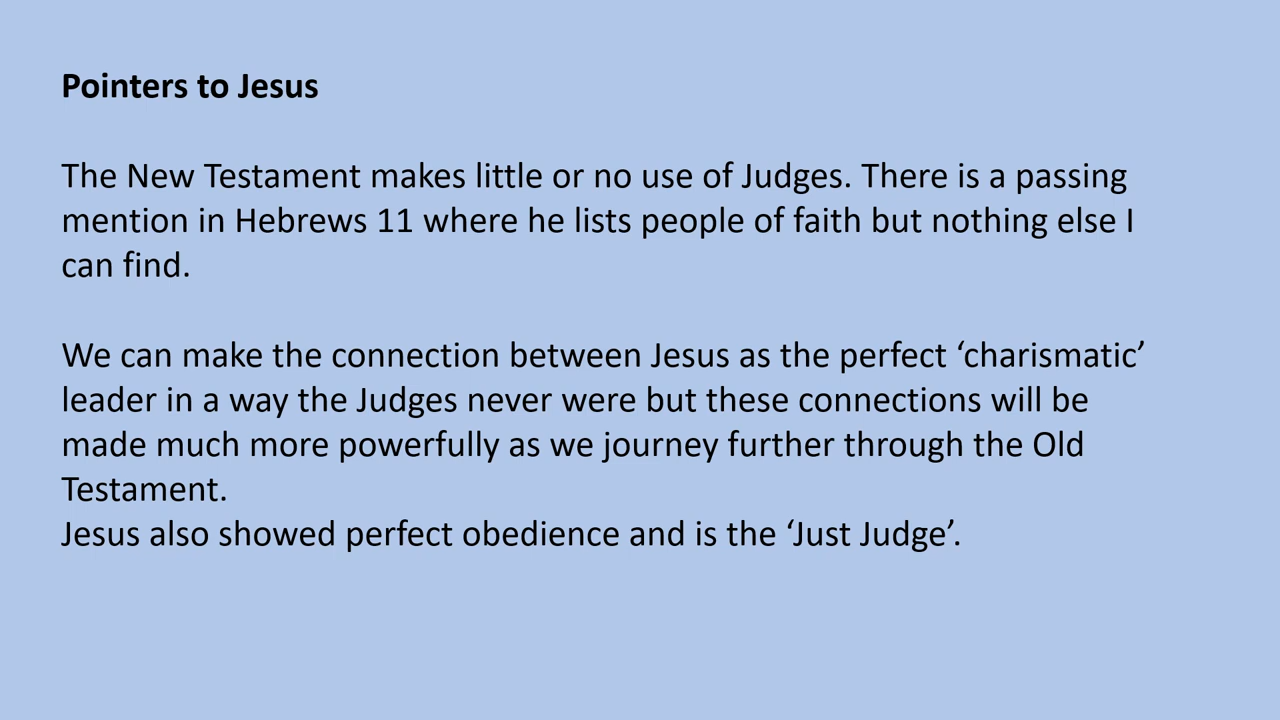 Pointers to Jesus
The New Testament makes little or no use of Judges. There is a passing
mention in Hebrews 11 where he lists people of faith but nothing else I
can find.
We can make the connection between Jesus as the perfect ‘charismatic’
leader in a way the Judges never were but these connections will be
made much more powerfully as we journey further through the Old
Testament.
Jesus also showed perfect obedience and is the ‘Just Judge’.